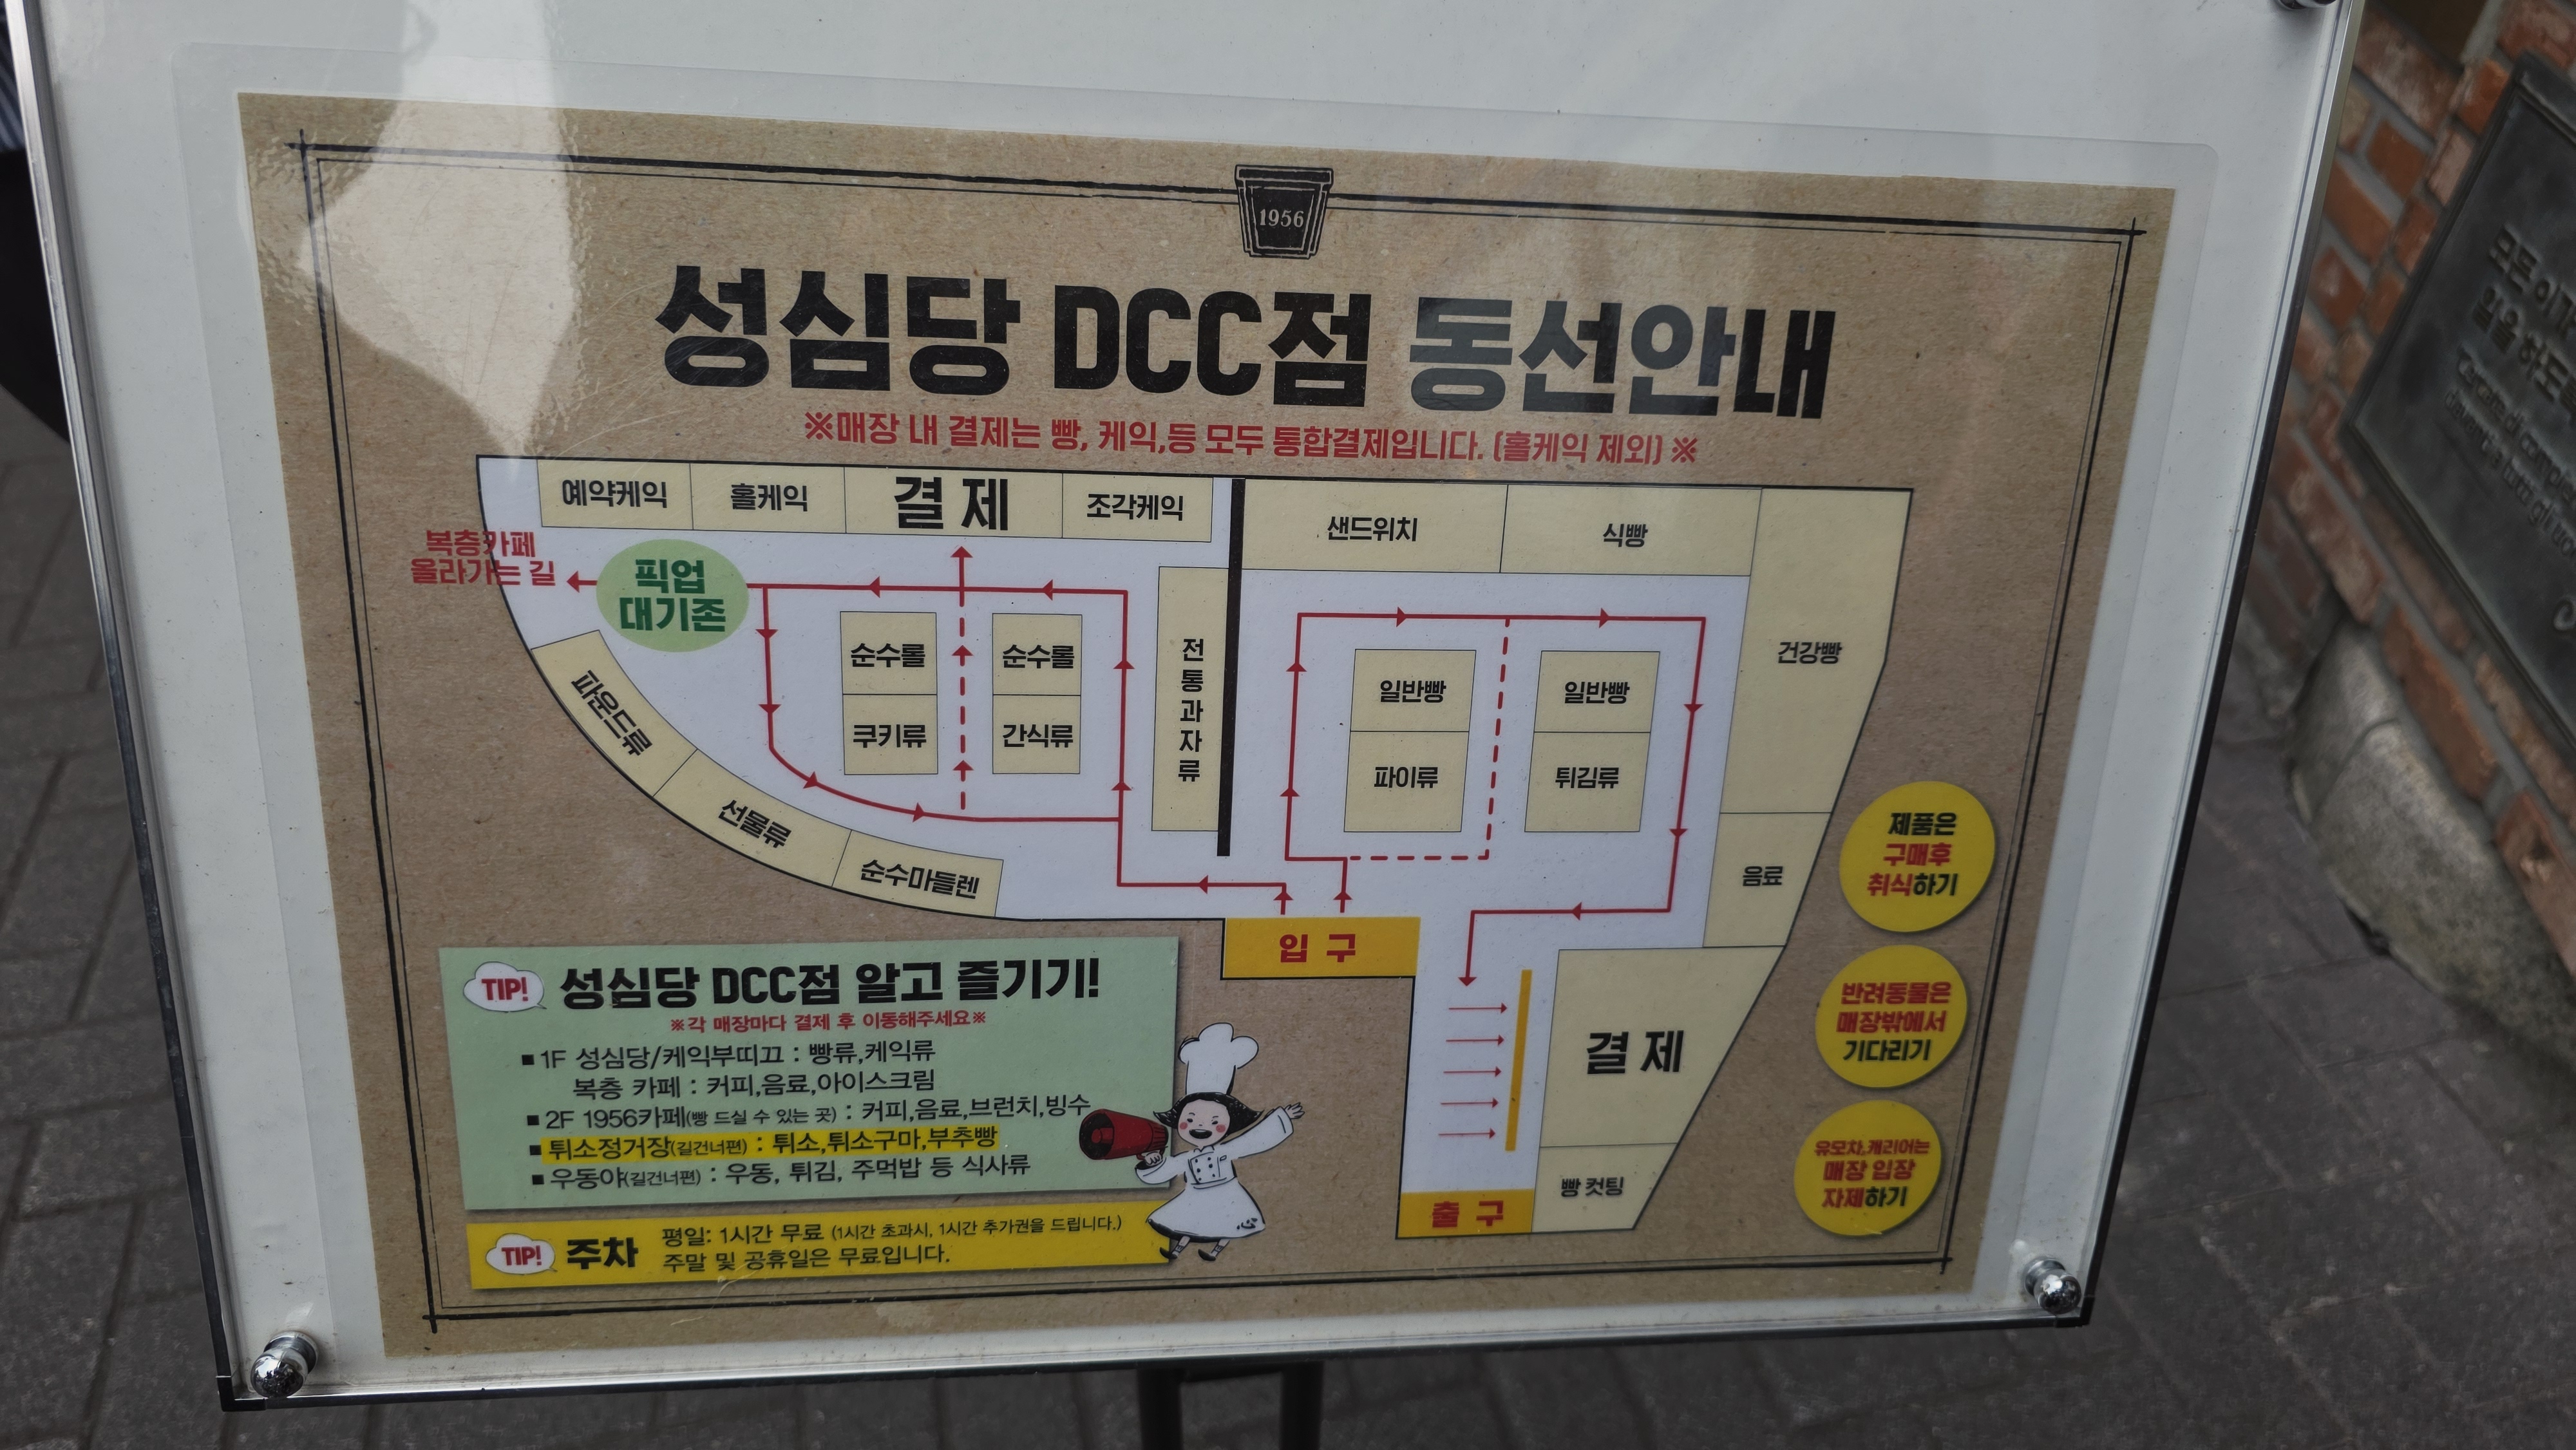 1956
성심당 DCC점 동선안내
※매장 내 결제는 빵, 케익,등 모두 통합결제입니다. (홀케익 제외) ※
예약케익
홀케익
결 제
조각케익
샌드위치
식빵
복층카페
올라가는 길
픽업
대기존
순수롤
순수롤
쿠키류
간식류
전통과자류
일반빵
일반빵
파이류
튀김류
건강빵
음료
파운드류
선물류
순수마들렌
입 구
결 제
빵 컷팅
출 구
제품은
구매후
취식하기
반려동물은
매장밖에서
기다리기
유모차,캐리어는
매장 입장
자제하기
TIP! 성심당 DCC점 알고 즐기기!
※각 매장마다 결제 후 이동해주세요※
■ 1F 성심당/케익부띠끄 : 빵류,케익류
복층 카페 : 커피,음료,아이스크림
■ 2F 1956카페(빵 드실 수 있는 곳) : 커피,음료,브런치,빙수
■ 튀소정거장(길건너편) : 튀소,튀소구마,부추빵
■ 우동야(길건너편) : 우동, 튀김, 주먹밥 등 식사류
TIP! 주차
평일: 1시간 무료 (1시간 초과시, 1시간 추가권을 드립니다.)
주말 및 공휴일은 무료입니다.
모든 이
일을 하도